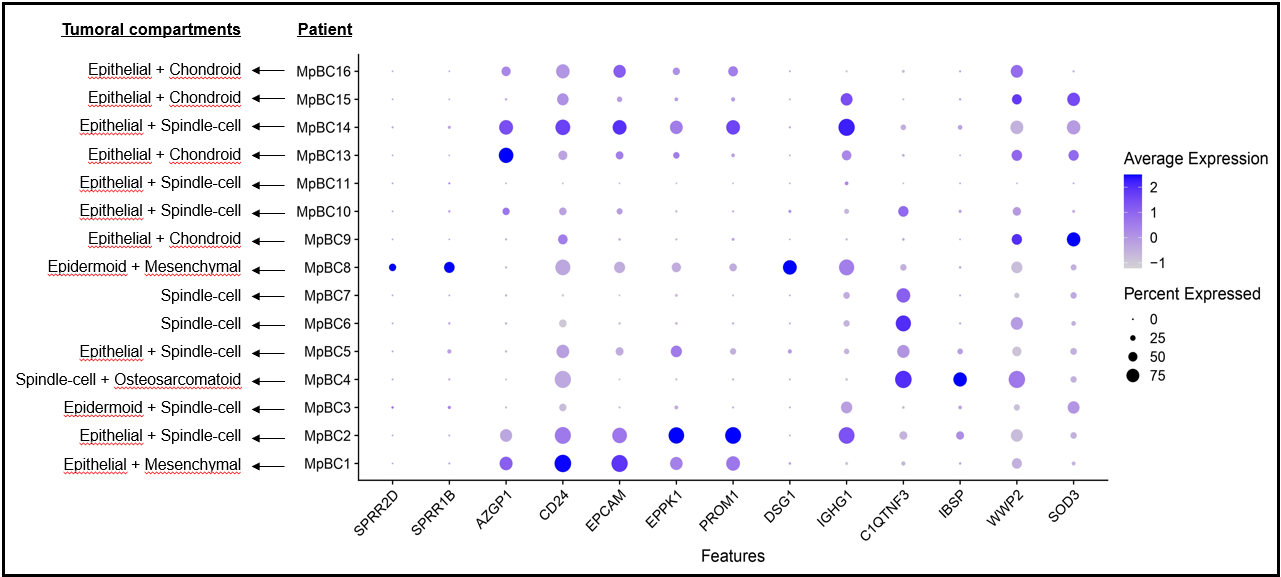 Tumoral compartments Patient
Epithelial + Chondroid MpBC16
Epithelial + Chondroid MpBC15
Epithelial + Spindle-cell MpBC14
Epithelial + Chondroid MpBC13
Epithelial + Spindle-cell MpBC11
Epithelial + Spindle-cell MpBC10
Epithelial + Chondroid MpBC9
Epidermoid + Mesenchymal MpBC8
Spindle-cell MpBC7
Spindle-cell MpBC6
Epithelial + Spindle-cell MpBC5
Spindle-cell + Osteosarcomatoid MpBC4
Epidermoid + Spindle-cell MpBC3
Epithelial + Spindle-cell MpBC2
Epithelial + Mesenchymal MpBC1
SPRR2D SPRR1B AZGP1 CD24 EPCAM EPPK1 PROM1 DSG1 IGHG1 C1QTNF3 IBSP WWP2 SOD3
Features
Average Expression
2
1
0
−1
Percent Expressed
0
25
50
75